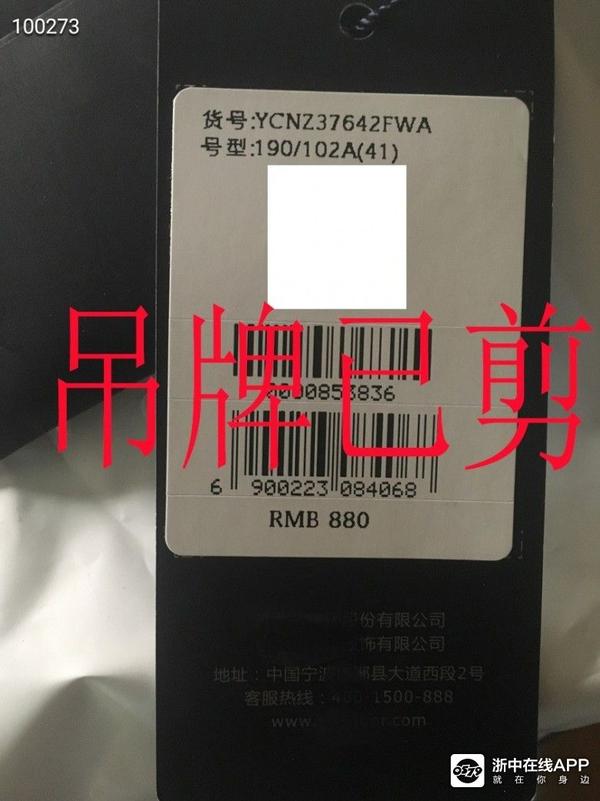 100273
货号:YCNZ37642FWA
号型:190/102A(41)
吊牌已剪
0000853836
6 900223 084068
RMB 880
份有限公司
饰有限公司
地址：中国宁波 县大道西段2号
客服热线：400-1500-888
www.
.com
浙中在线APP
就在你身边